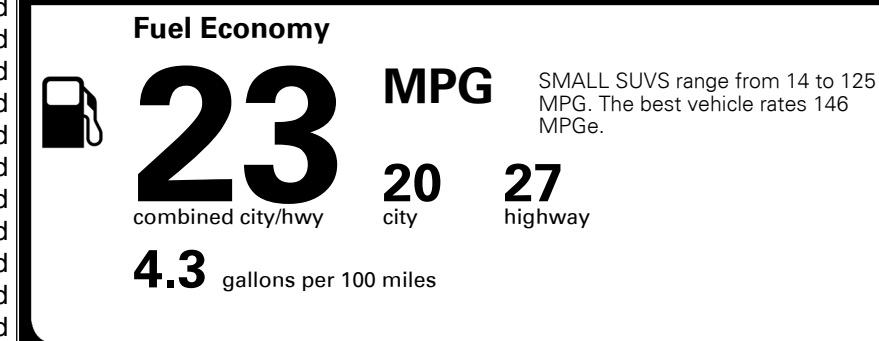 d
d
d
d
d
d
d
d
d
d
d
Fuel Economy
23
MPG
SMALL SUVS range from 14 to 125
MPG. The best vehicle rates 146
MPGe.
combined city/hwy
20
city
27
highway
4.3 gallons per 100 miles